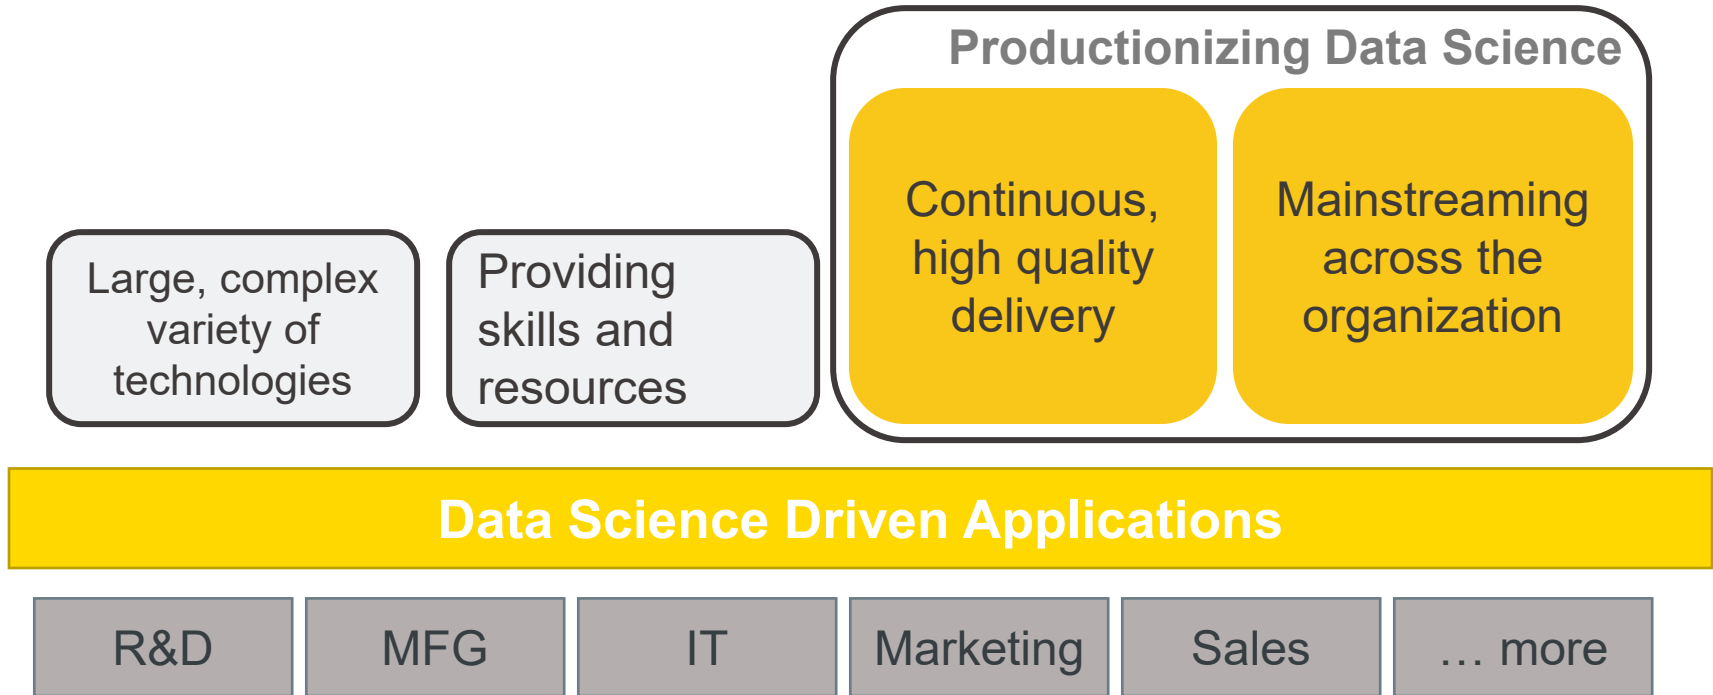 Productionizing Data Science
Large, complex
variety of
technologies
Providing
skills and
resources
Continuous,
high quality
delivery
Mainstreaming
across the
organization
Data Science Driven Applications
R&D
MFG
IT
Marketing
Sales
… more